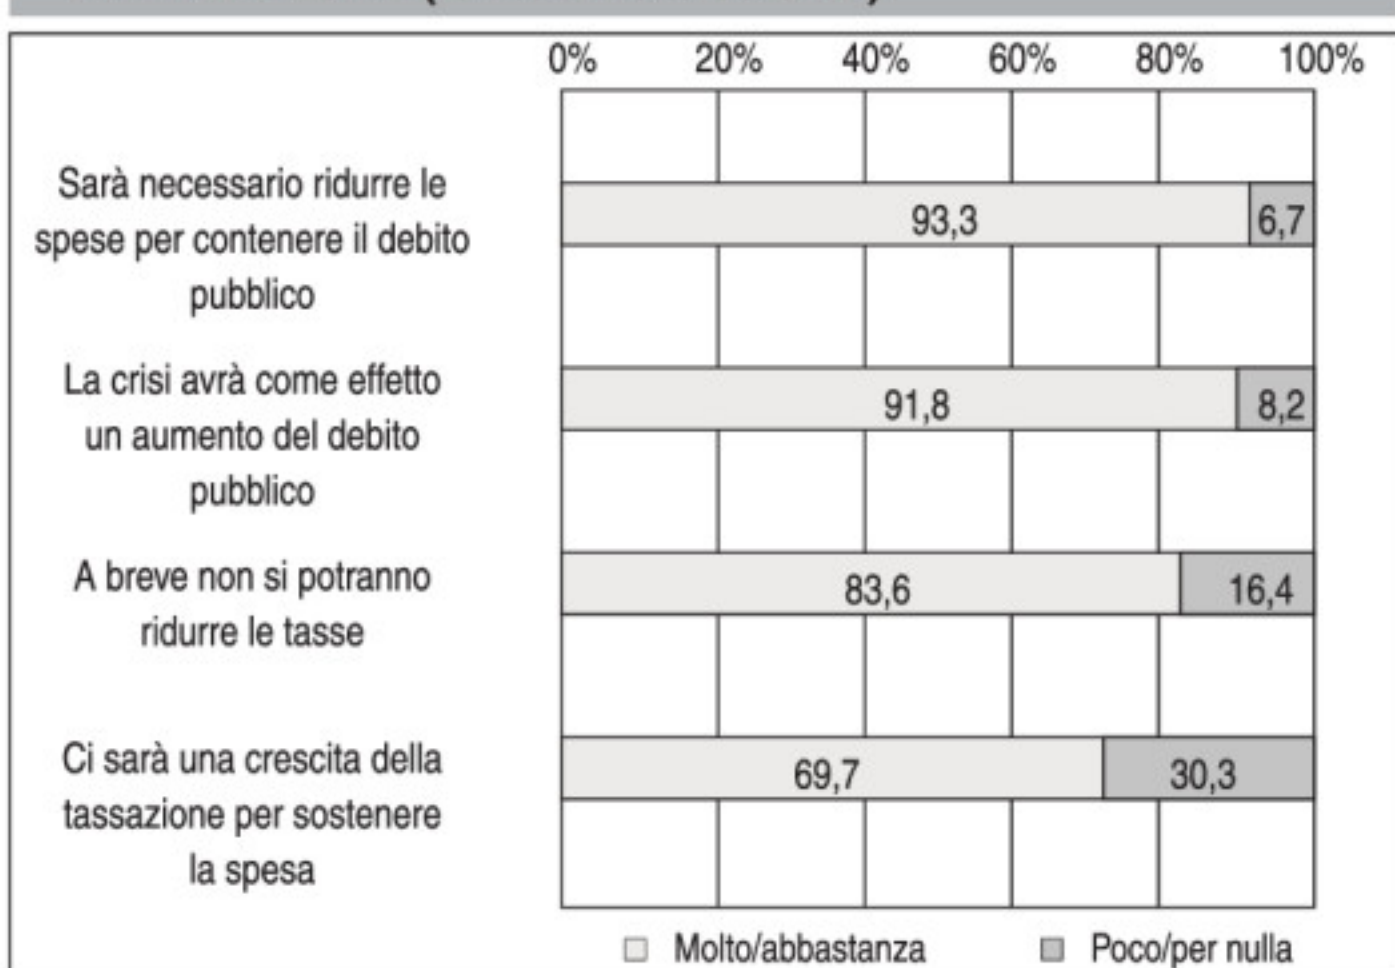 0% 20% 40% 60% 80% 100%
Sarà necessario ridurre le
spese per contenere il debito
pubblico
93,3 6,7
La crisi avrà come effetto
un aumento del debito
pubblico
91,8 8,2
A breve non si potranno
ridurre le tasse
83,6 16,4
Ci sarà una crescita della
tassazione per sostenere
la spesa
69,7 30,3
Molto/abbastanza Poco/per nulla